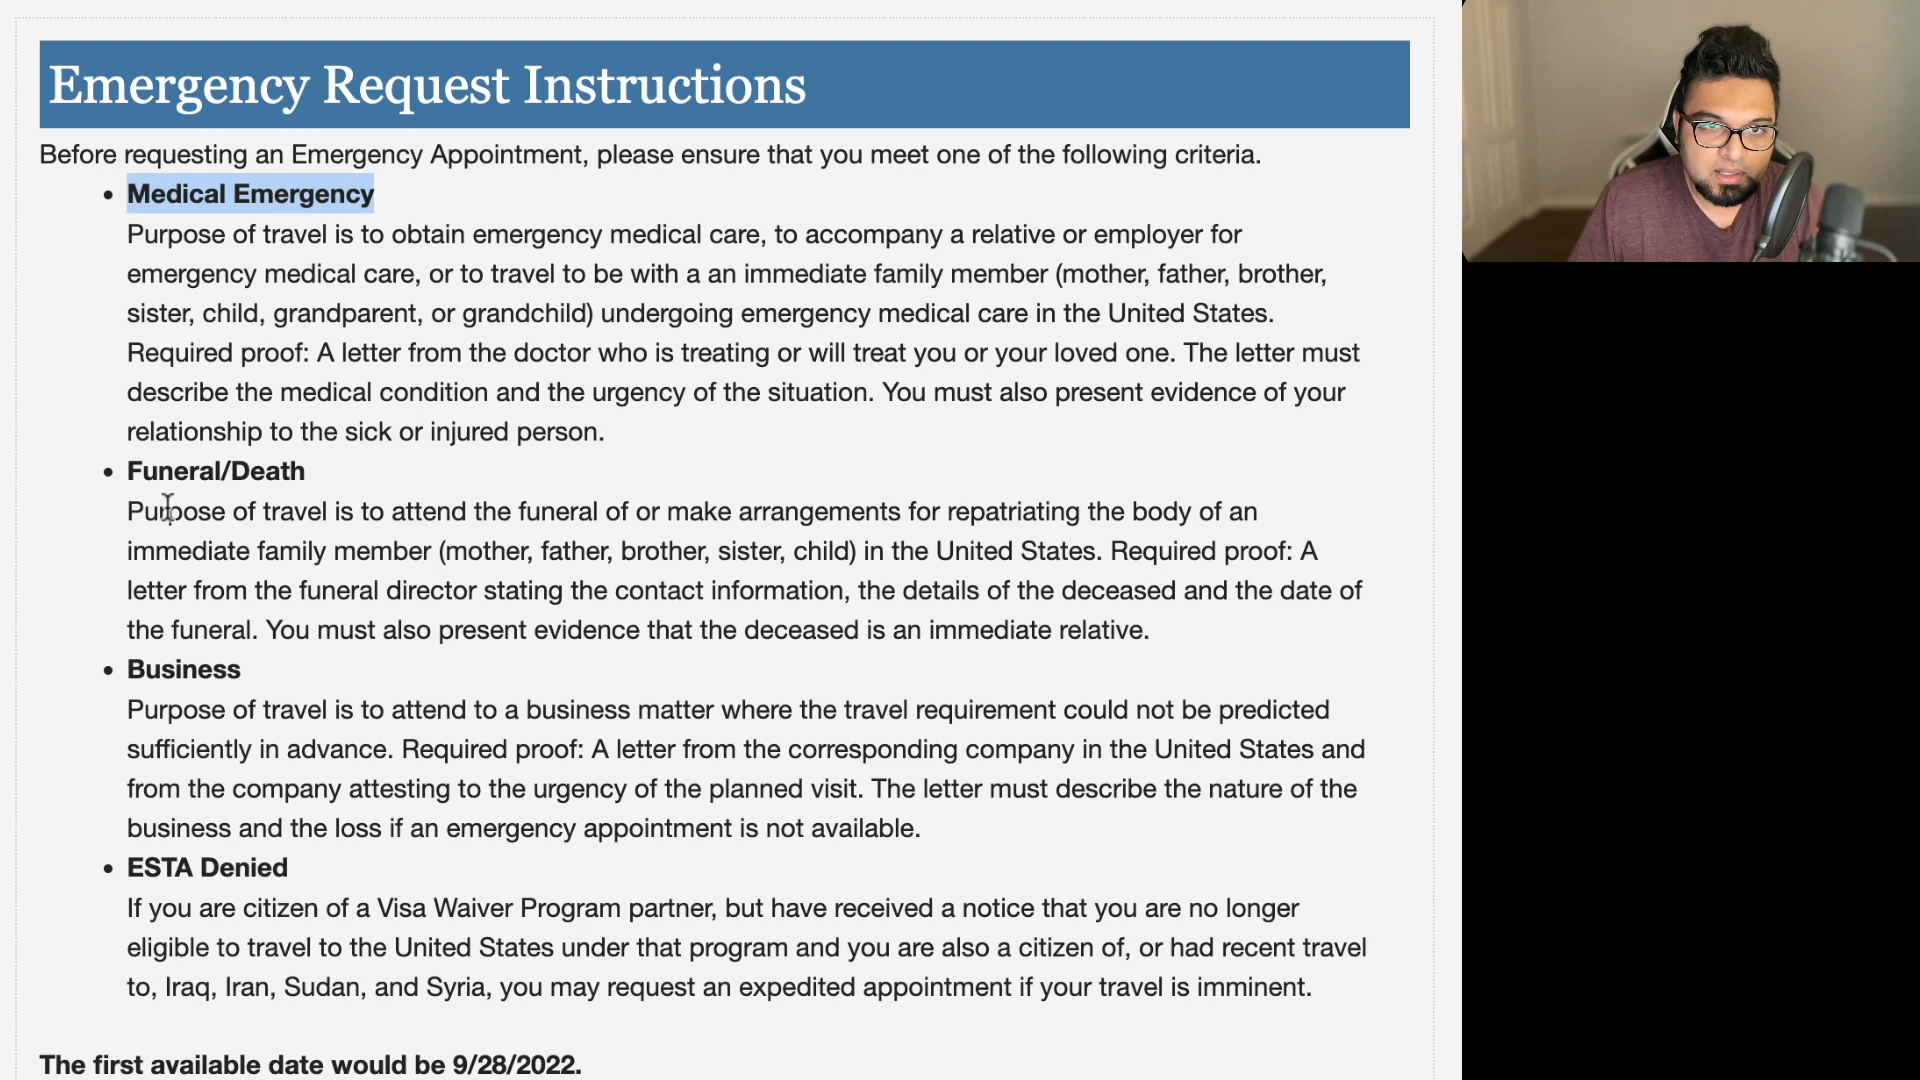 Emergency Request Instructions
Before requesting an Emergency Appointment, please ensure that you meet one of the following criteria.
• Medical Emergency
Purpose of travel is to obtain emergency medical care, to accompany a relative or employer for
emergency medical care, or to travel to be with a an immediate family member (mother, father, brother,
sister, child, grandparent, or grandchild) undergoing emergency medical care in the United States.
Required proof: A letter from the doctor who is treating or will treat you or your loved one. The letter must
describe the medical condition and the urgency of the situation. You must also present evidence of your
relationship to the sick or injured person.
• Funeral/Death
Purpose of travel is to attend the funeral of or make arrangements for repatriating the body of an
immediate family member (mother, father, brother, sister, child) in the United States. Required proof: A
letter from the funeral director stating the contact information, the details of the deceased and the date of
the funeral. You must also present evidence that the deceased is an immediate relative.
• Business
Purpose of travel is to attend to a business matter where the travel requirement could not be predicted
sufficiently in advance. Required proof: A letter from the corresponding company in the United States and
from the company attesting to the urgency of the planned visit. The letter must describe the nature of the
business and the loss if an emergency appointment is not available.
• ESTA Denied
If you are citizen of a Visa Waiver Program partner, but have received a notice that you are no longer
eligible to travel to the United States under that program and you are also a citizen of, or had recent travel
to, Iraq, Iran, Sudan, and Syria, you may request an expedited appointment if your travel is imminent.
The first available date would be 9/28/2022.